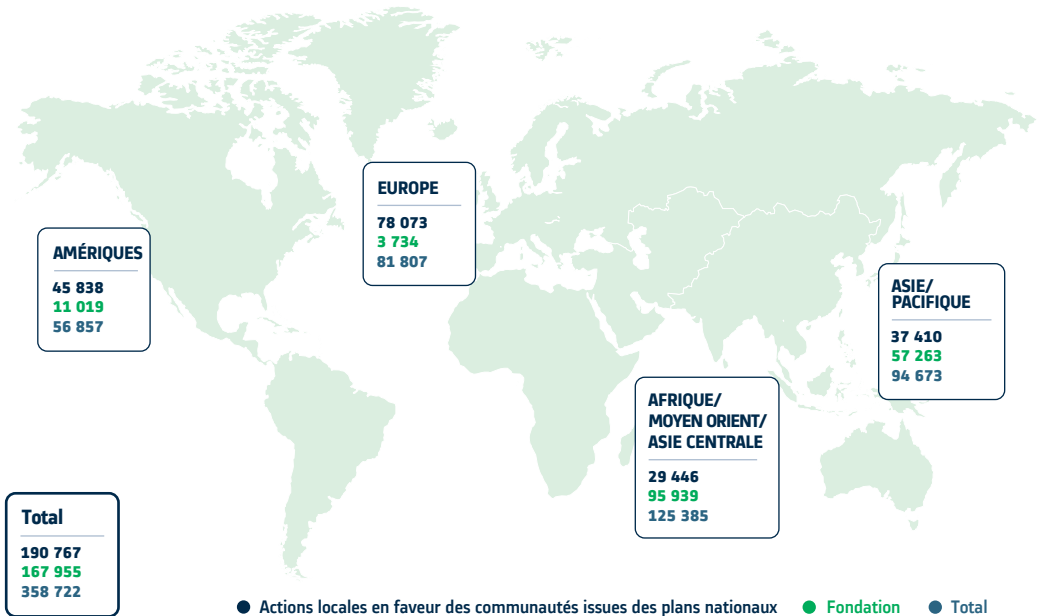 EUROPE
78 073
3 734
81 807
AMÉRIQUES
45 838
11 019
56 857
ASIE/
PACIFIQUE
37 410
57 263
94 673
AFRIQUE/
MOYEN ORIENT/
ASIE CENTRALE
29 446
95 939
125 385
Total
190 767
167 955
358 722
Actions locales en faveur des communautés issues des plans nationaux Fondation Total